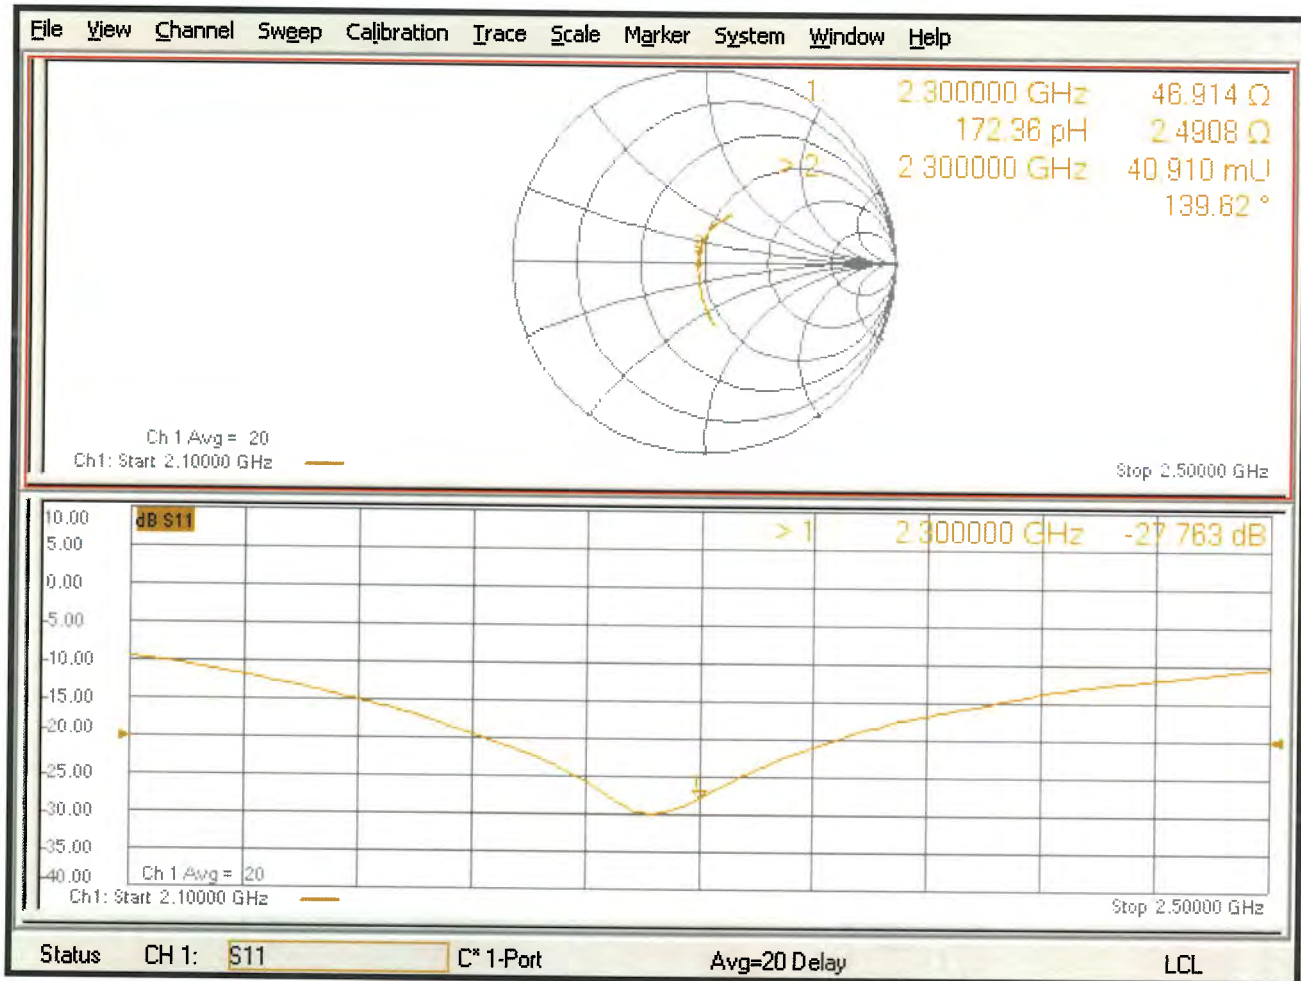 File View Channel Sweep Calibration Trace Scale Marker System Window Help
1 2.300000 GHz 46.914 Ω
172.36 pH 2.4908 Ω
> 2 2.300000 GHz 40.910 mU
139.62 °
Ch 1 Avg = 20
Ch1: Start 2.10000 GHz
Stop 2.50000 GHz
10.00
dB S11
> 1 2.300000 GHz -27.763 dB
5.00
0.00
-5.00
-10.00
-15.00
-20.00
-25.00
1
-30.00
-35.00
-40.00
Ch 1 Avg = 20
Ch1: Start 2.10000 GHz
Stop 2.50000 GHz
Status CH 1: S11 C* 1-Port Avg=20 Delay LCL